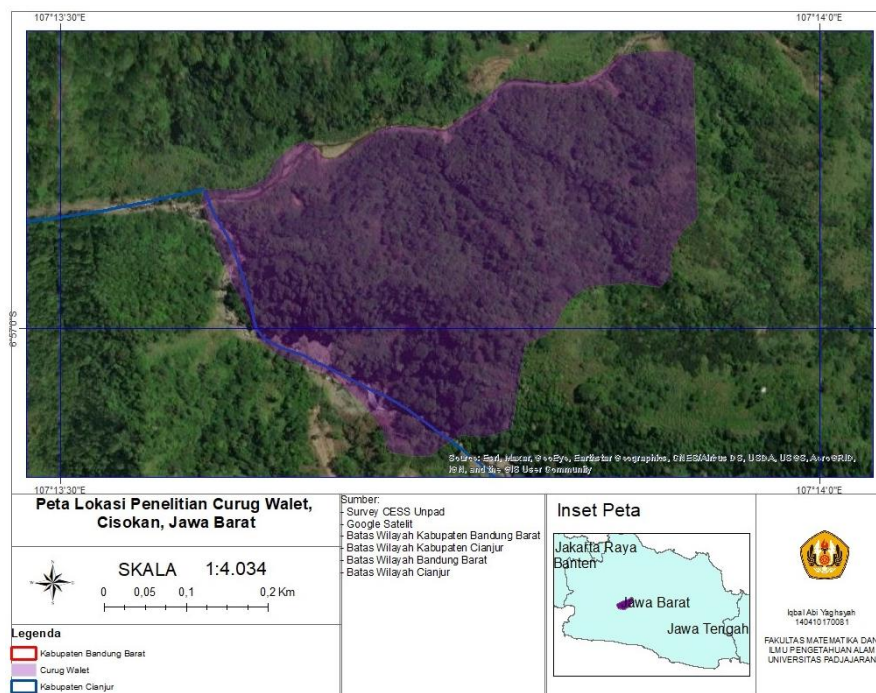 107°13'30"E
107°14'0"E
6°57'0"S
Source: Esri, Maxar, GeoEye, Earthstar Geographics, CNES/Airbus DS, USDA, USGS, AeroGRID,
IGN, and the GIS User Community
107°13'30"E
107°14'0"E
Peta Lokasi Penelitian Curug Walet,
Cisokan, Jawa Barat
SKALA 1:4.034
0 0,05 0,1 0,2 Km
Legenda
Kabupaten Bandung Barat
Curug Walet
Kabupaten Cianjur
Sumber:
- Survey CESS Unpad
- Google Satelit
- Batas Wilayah Kabupaten Bandung Barat
- Batas Wilayah Kabupaten Cianjur
- Batas Wilayah Bandung Barat
- Batas Wilayah Cianjur
Inset Peta
Jakarta Raya
Banten
Jawa Barat
Jawa Tengah
Iqbal Abi Yaghsyah
140410170081
FAKULTAS MATEMATIKA DAN
ILMU PENGETAHUAN ALAM
UNIVERSITAS PADJAJARAN